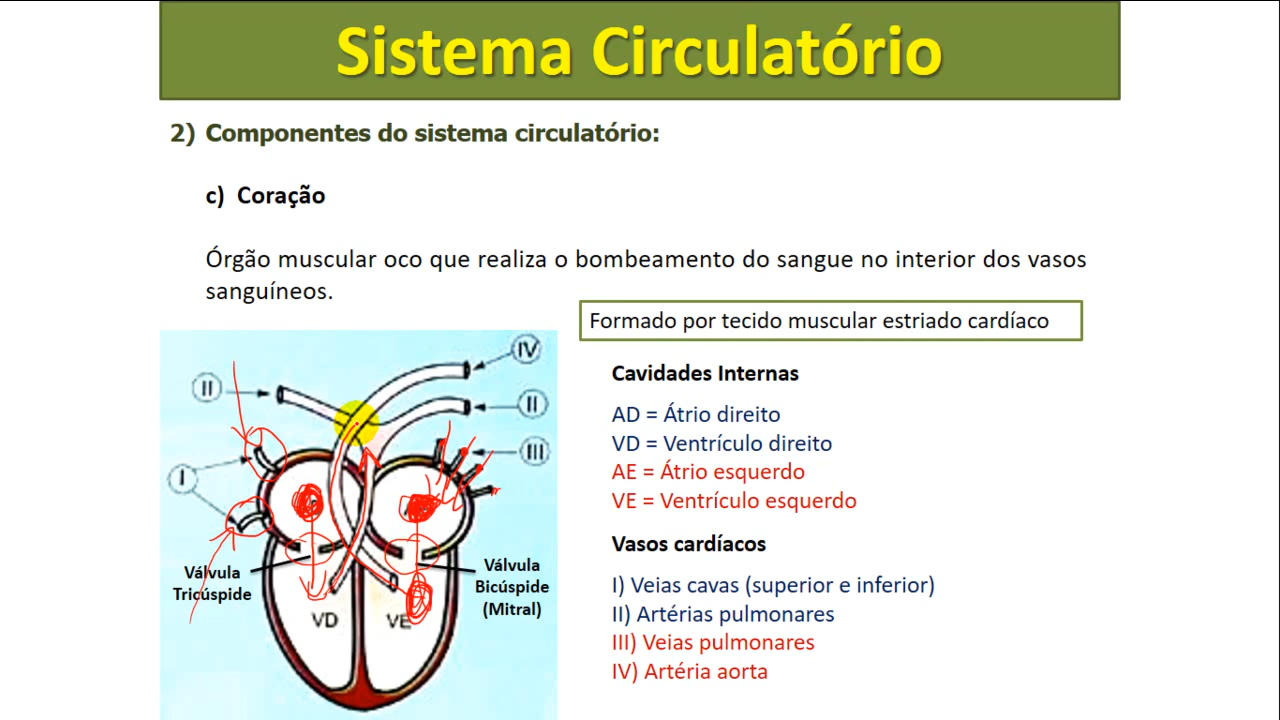 Sistema Circulatório
2) Componentes do sistema circulatório:
c) Coração
Órgão muscular oco que realiza o bombeamento do sangue no interior dos vasos
sanguíneos.
Formado por tecido muscular estriado cardíaco
Cavidades Internas
AD = Átrio direito
VD = Ventrículo direito
AE = Átrio esquerdo
VE = Ventrículo esquerdo
Vasos cardíacos
I) Veias cavas (superior e inferior)
II) Artérias pulmonares
III) Veias pulmonares
IV) Artéria aorta
IV
II
II
III
I
Válvula
Tricúspide
Válvula
Bicúspide
(Mitral)
VD
VE